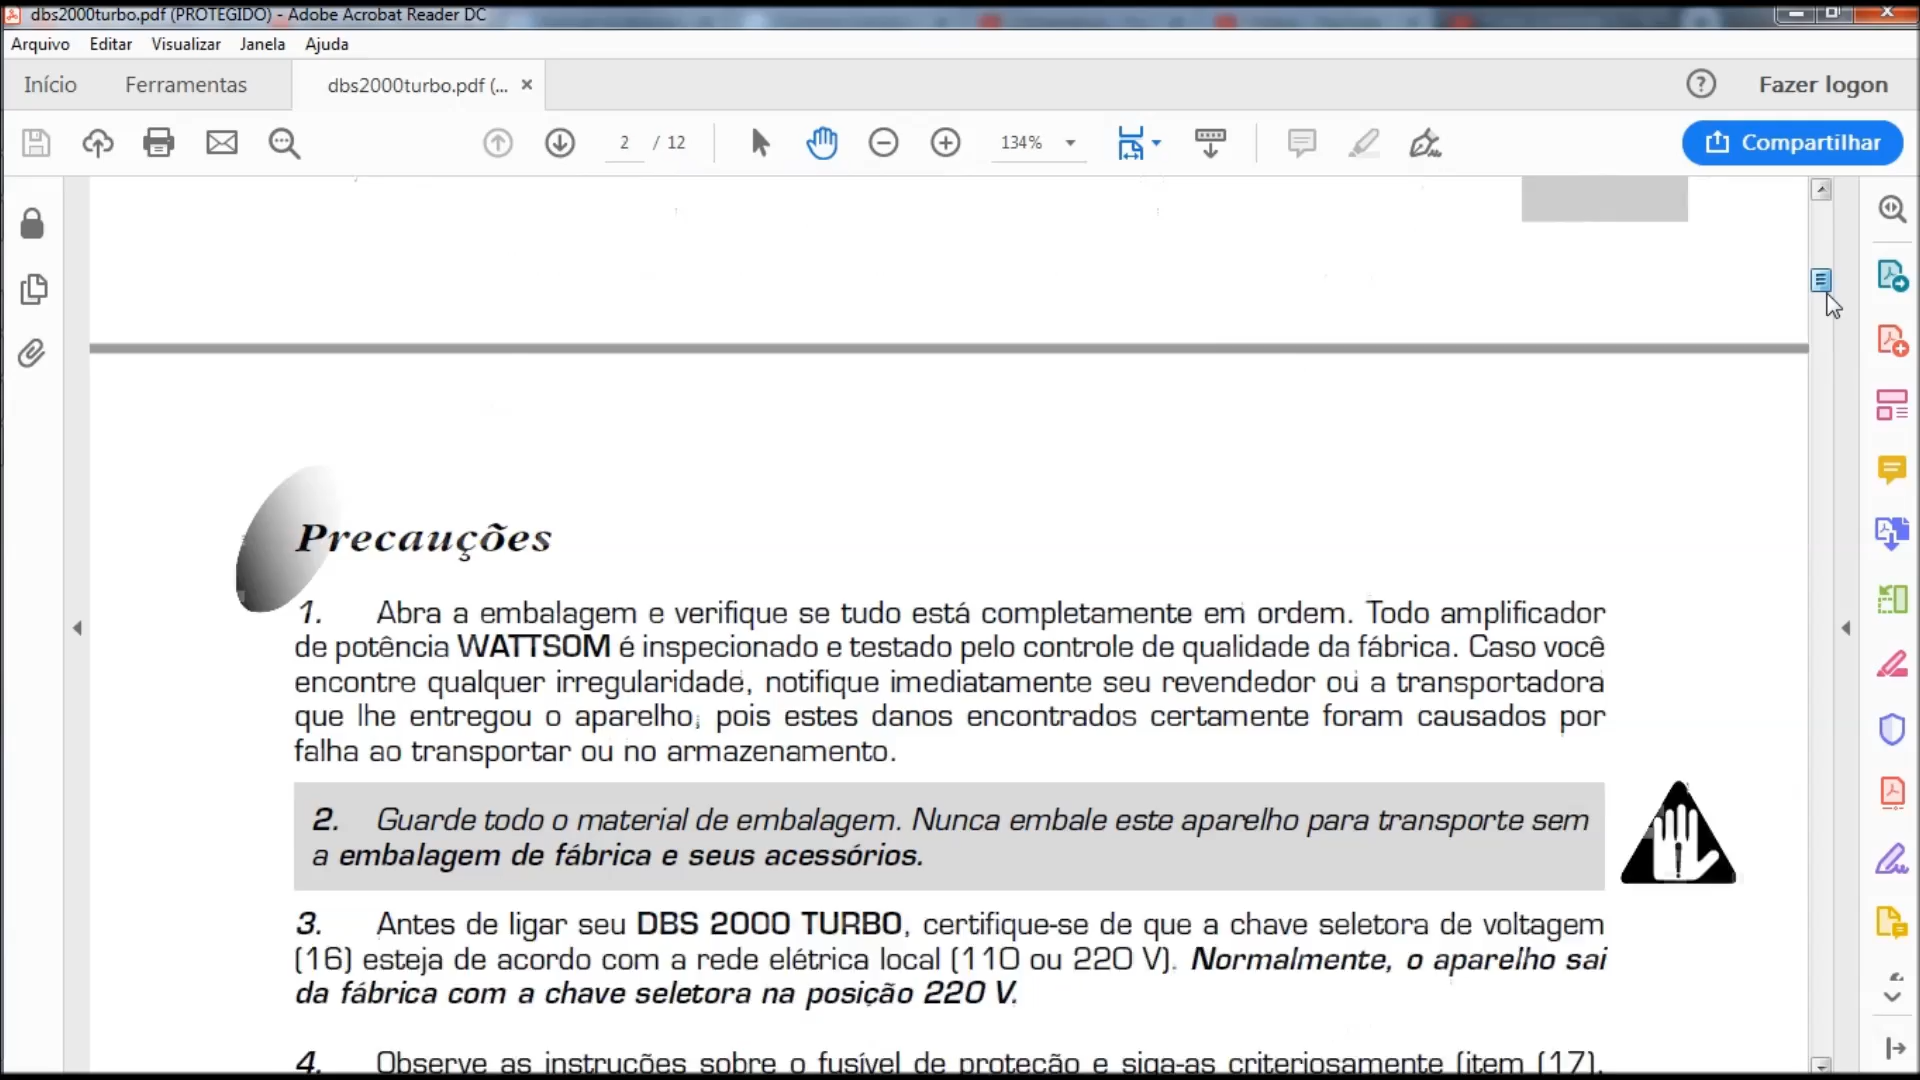 dbs2000turbo.pdf (PROTEGIDO) - Adobe Acrobat Reader DC
Arquivo Editar Visualizar Janela Ajuda
Início Ferramentas dbs2000turbo.pdf (... × Fazer logon
2 / 12 134% Compartilhar
Precauções
1. Abra a embalagem e verifique se tudo está completamente em ordem. Todo amplificador
de potência WATTSOM é inspecionado e testado pelo controle de qualidade da fábrica. Caso você
encontre qualquer irregularidade, notifique imediatamente seu revendedor ou a transportadora
que lhe entregou o aparelho, pois estes danos encontrados certamente foram causados por
falha ao transportar ou no armazenamento.
2. Guarde todo o material de embalagem. Nunca embale este aparelho para transporte sem
a embalagem de fábrica e seus acessórios.
3. Antes de ligar seu DBS 2000 TURBO, certifique-se de que a chave seletora de voltagem
(16) esteja de acordo com a rede elétrica local (110 ou 220 V). Normalmente, o aparelho sai
da fábrica com a chave seletora na posição 220 V.
4. Observe as instruções sobre o fusível de proteção e siga-as criteriosamente (item (17),